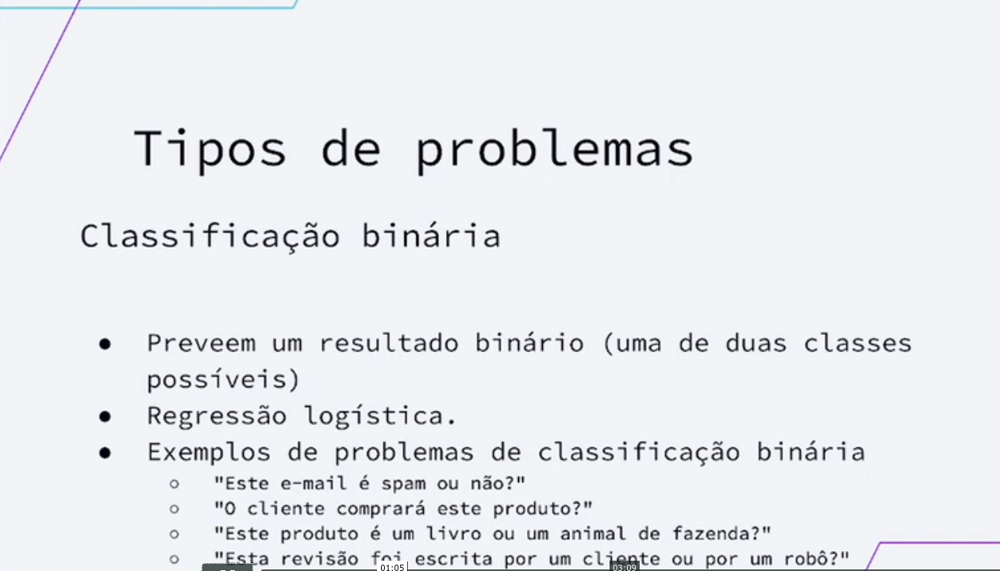 Tipos de problemas
Classificação binária
● Preveem um resultado binário (uma de duas classes
possíveis)
● Regressão logística.
● Exemplos de problemas de classificação binária
○ "Este e-mail é spam ou não?"
○ "O cliente comprará este produto?"
○ "Este produto é um livro ou um animal de fazenda?"
○ "Esta revisão foi escrita por um cliente ou por um robô?"
01:05
03:09